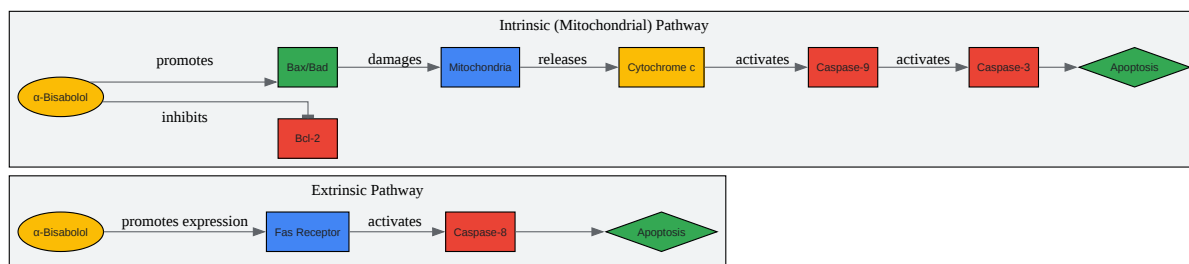 Intrinsic (Mitochondrial) Pathway
α-Bisabolol
promotes
Bax/Bad
damages
Mitochondria
releases
Cytochrome c
activates
Caspase-9
activates
Caspase-3
Apoptosis
inhibits
Bcl-2
Extrinsic Pathway
α-Bisabolol
promotes expression
Fas Receptor
activates
Caspase-8
Apoptosis